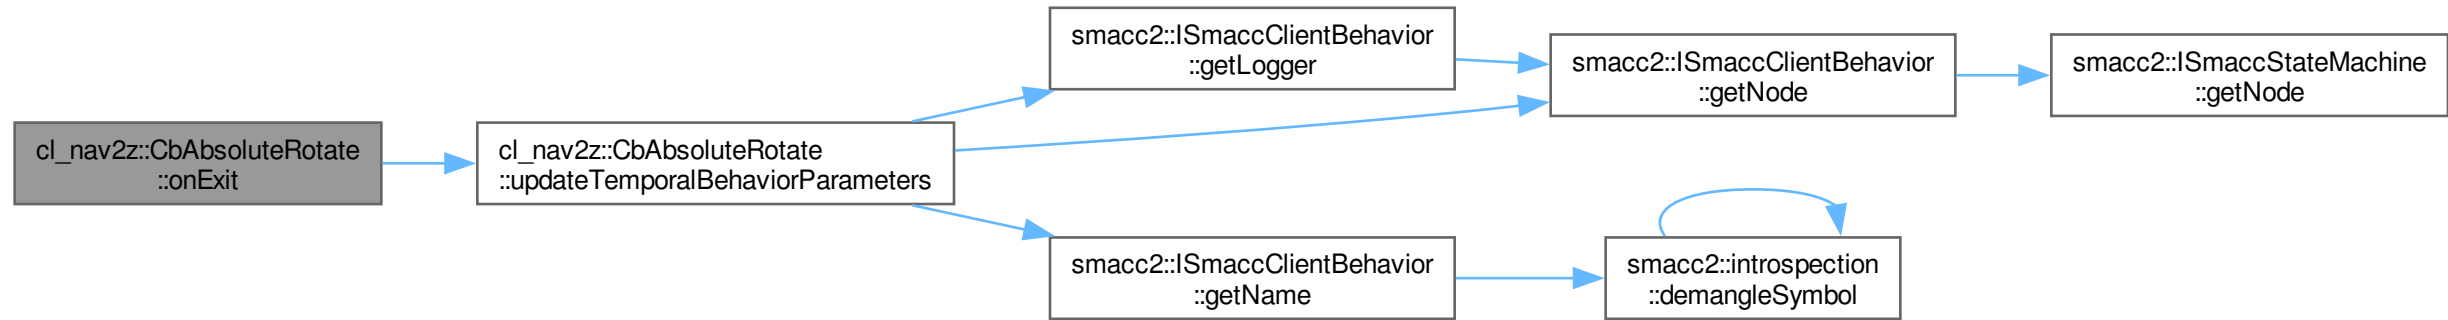 cl_nav2z::CbAbsoluteRotate
::onExit
cl_nav2z::CbAbsoluteRotate
::updateTemporalBehaviorParameters
smacc2::ISmaccClientBehavior
::getLogger
smacc2::ISmaccClientBehavior
::getNode
smacc2::ISmaccStateMachine
::getNode
smacc2::ISmaccClientBehavior
::getName
smacc2::introspection
::demangleSymbol